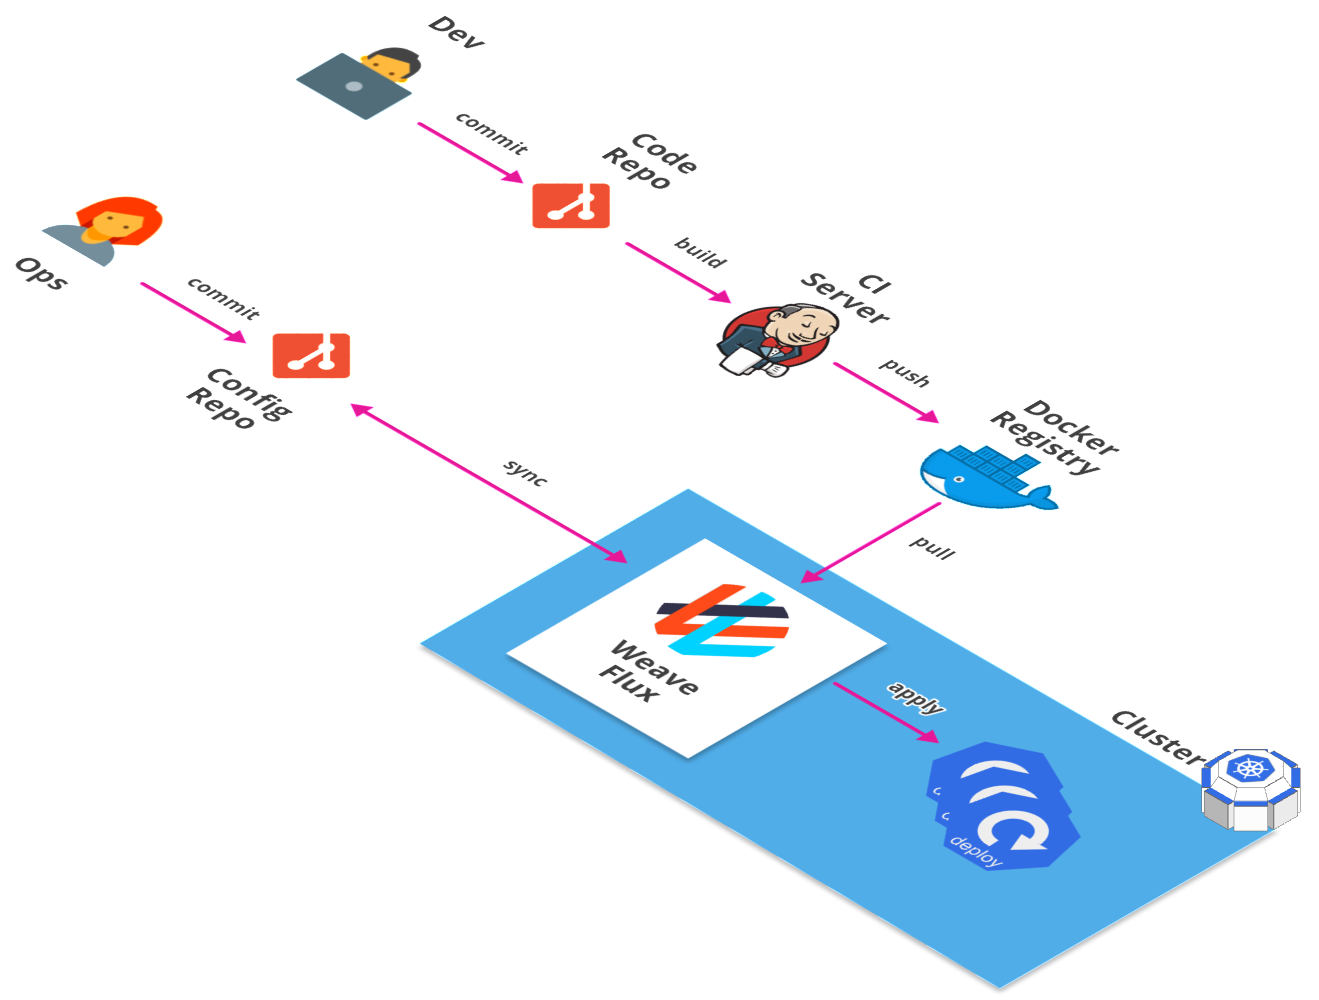 Dev
commit
Code
Repo
build
CI
Server
push
Docker
Registry
pull
Ops
commit
Config
Repo
sync
Weave
Flux
apply
Cluster
deploy